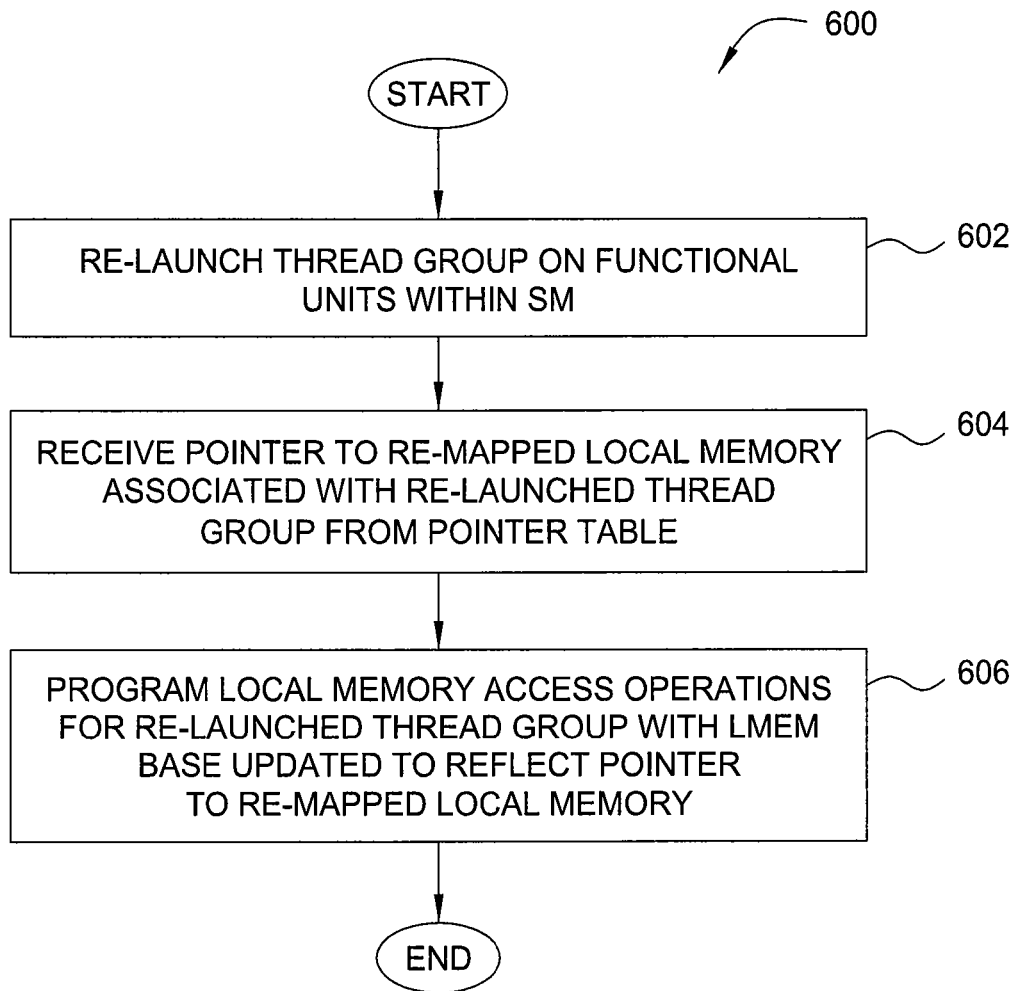 600
START
RE-LAUNCH THREAD GROUP ON FUNCTIONAL
UNITS WITHIN SM
602
RECEIVE POINTER TO RE-MAPPED LOCAL MEMORY
ASSOCIATED WITH RE-LAUNCHED THREAD
GROUP FROM POINTER TABLE
604
PROGRAM LOCAL MEMORY ACCESS OPERATIONS
FOR RE-LAUNCHED THREAD GROUP WITH LMEM
BASE UPDATED TO REFLECT POINTER
TO RE-MAPPED LOCAL MEMORY
606
END